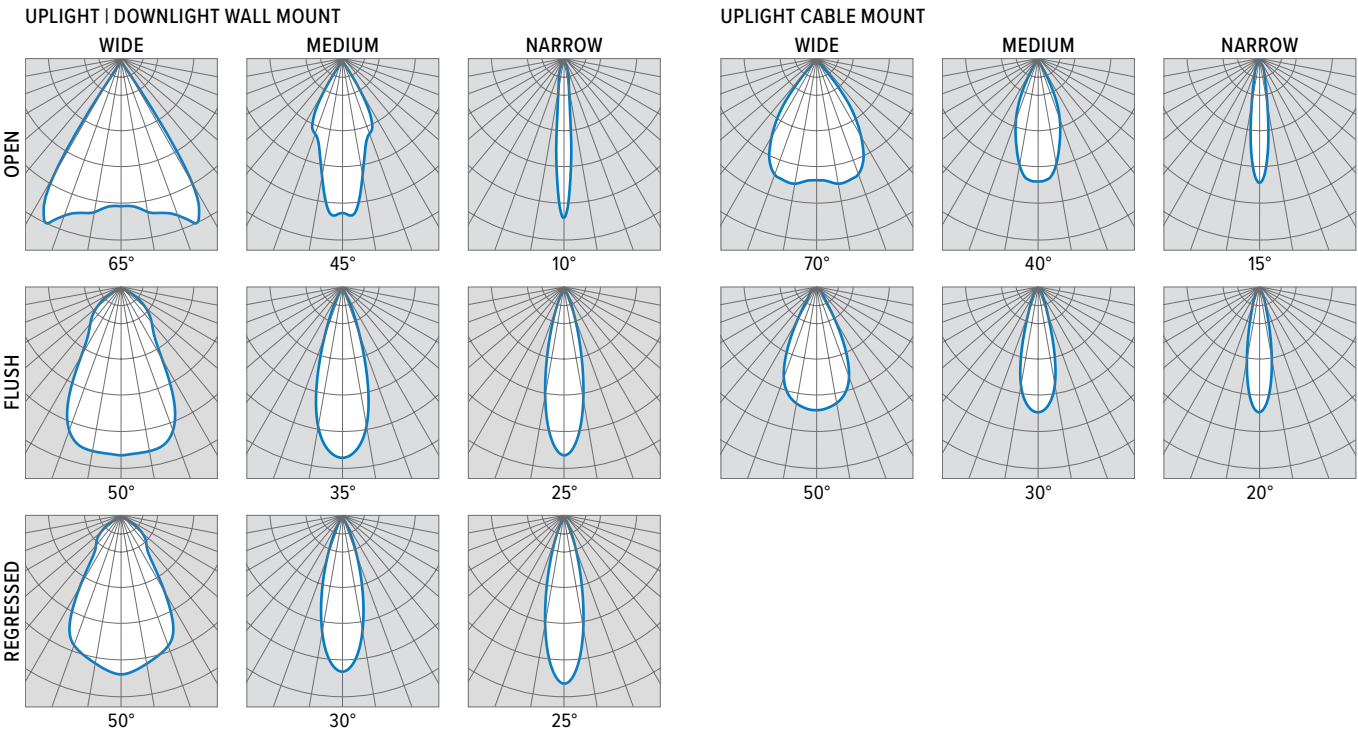 UPLIGHT | DOWNLIGHT WALL MOUNT
WIDE MEDIUM NARROW
OPEN
65° 45° 10°
FLUSH
50° 35° 25°
REGRESSED
50° 30° 25°
UPLIGHT CABLE MOUNT
WIDE MEDIUM NARROW
70° 40° 15°
50° 30° 20°